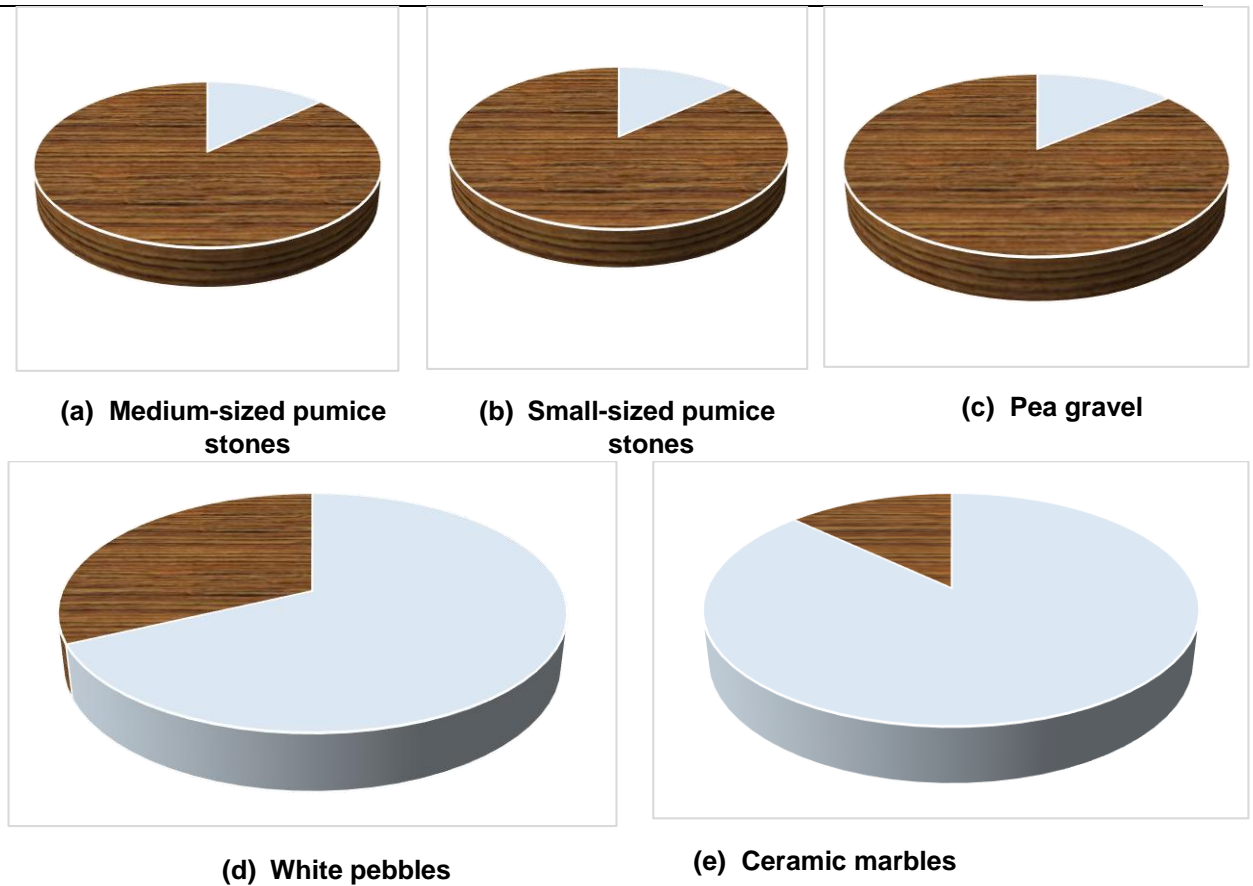 (a) Medium-sized pumice
stones
(b) Small-sized pumice
stones
(c) Pea gravel
(d) White pebbles
(e) Ceramic marbles